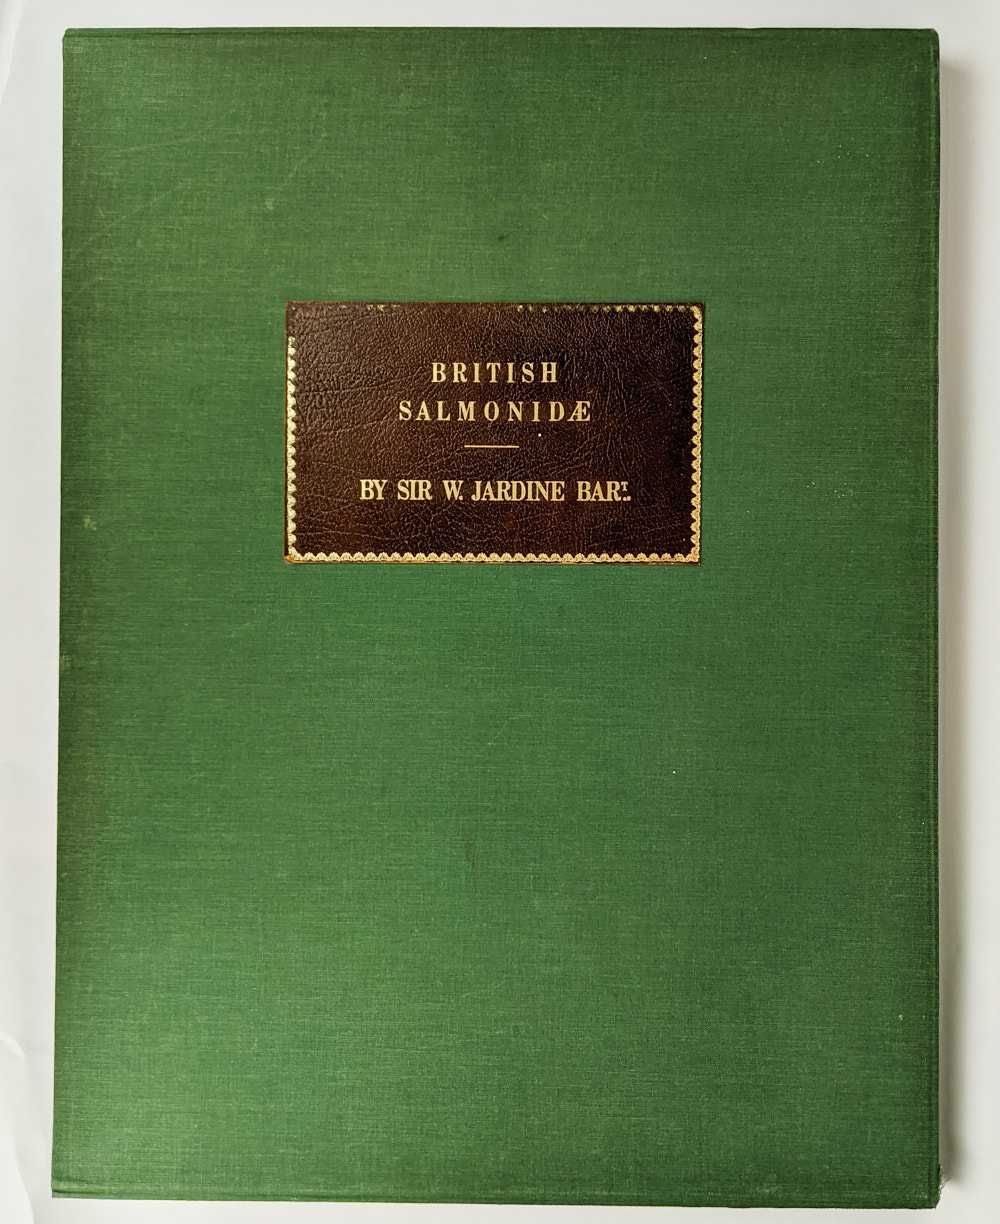 BRITISH
SALMONIDÆ
BY SIR W. JARDINE BARᵀ.